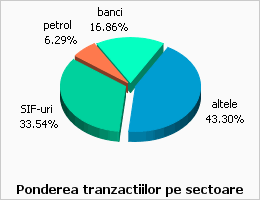 banci
16.86%
petrol
6.29%
altele
43.30%
SIF-uri
33.54%
Ponderea tranzactiilor pe sectoare